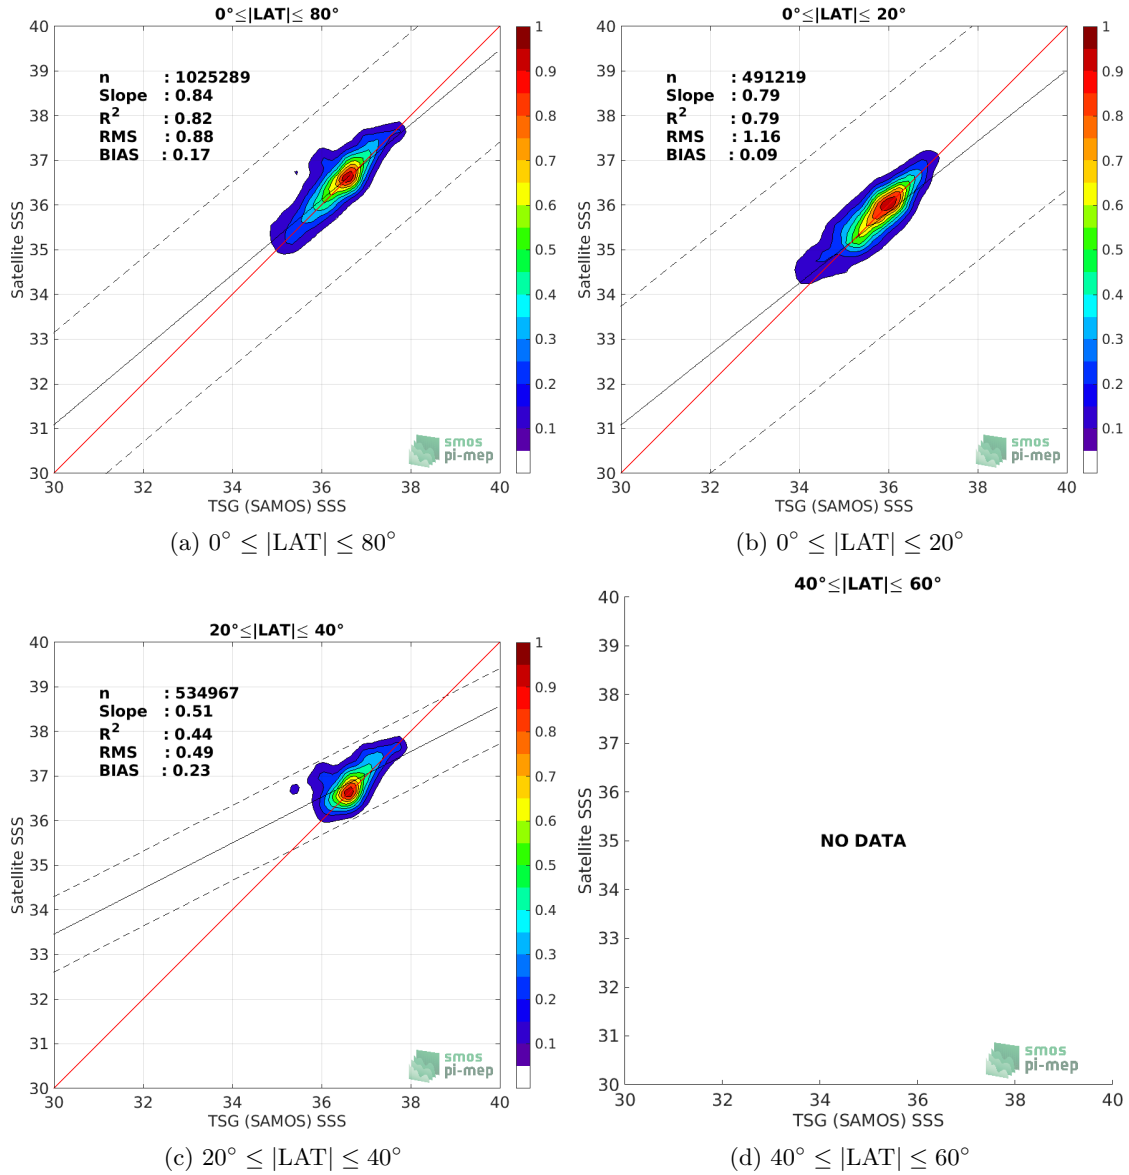 0°≤|LAT|≤ 80°
n : 1025289
Slope : 0.84
R² : 0.82
RMS : 0.88
BIAS : 0.17
40
39
38
37
36
35
34
33
32
31
30
30 32 34 36 38 40
Satellite SSS
TSG (SAMOS) SSS
1
0.9
0.8
0.7
0.6
0.5
0.4
0.3
0.2
0.1
smos
pi-mep
(a) 0° ≤ |LAT| ≤ 80°
0°≤|LAT|≤ 20°
n : 491219
Slope : 0.79
R² : 0.79
RMS : 1.16
BIAS : 0.09
40
39
38
37
36
35
34
33
32
31
30
30 32 34 36 38 40
Satellite SSS
TSG (SAMOS) SSS
1
0.9
0.8
0.7
0.6
0.5
0.4
0.3
0.2
0.1
smos
pi-mep
(b) 0° ≤ |LAT| ≤ 20°
20°≤|LAT|≤ 40°
n : 534967
Slope : 0.51
R² : 0.44
RMS : 0.49
BIAS : 0.23
40
39
38
37
36
35
34
33
32
31
30
30 32 34 36 38 40
Satellite SSS
TSG (SAMOS) SSS
1
0.9
0.8
0.7
0.6
0.5
0.4
0.3
0.2
0.1
smos
pi-mep
(c) 20° ≤ |LAT| ≤ 40°
40°≤|LAT|≤ 60°
NO DATA
40
39
38
37
36
35
34
33
32
31
30
30 32 34 36 38 40
Satellite SSS
TSG (SAMOS) SSS
smos
pi-mep
(d) 40° ≤ |LAT| ≤ 60°